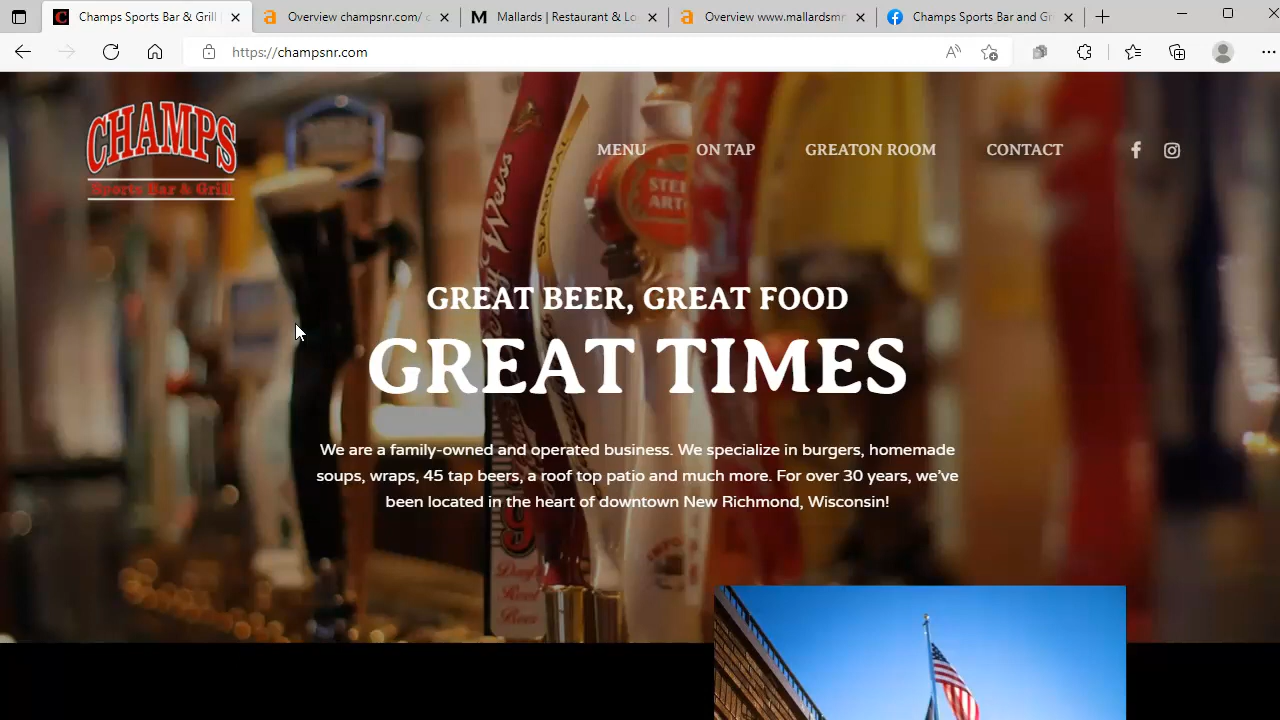 Champs Sports Bar & Grill
Overview champsnr.com/
Mallards | Restaurant & Lo
Overview www.mallardsmr
Champs Sports Bar and Gr
https://champsnr.com
CHAMPS
Sports Bar & Grill
MENU
ON TAP
GREATON ROOM
CONTACT
SEASONAL
GREAT BEER, GREAT FOOD
GREAT TIMES
We are a family-owned and operated business. We specialize in burgers, homemade
soups, wraps, 45 tap beers, a roof top patio and much more. For over 30 years, we've
been located in the heart of downtown New Richmond, Wisconsin!